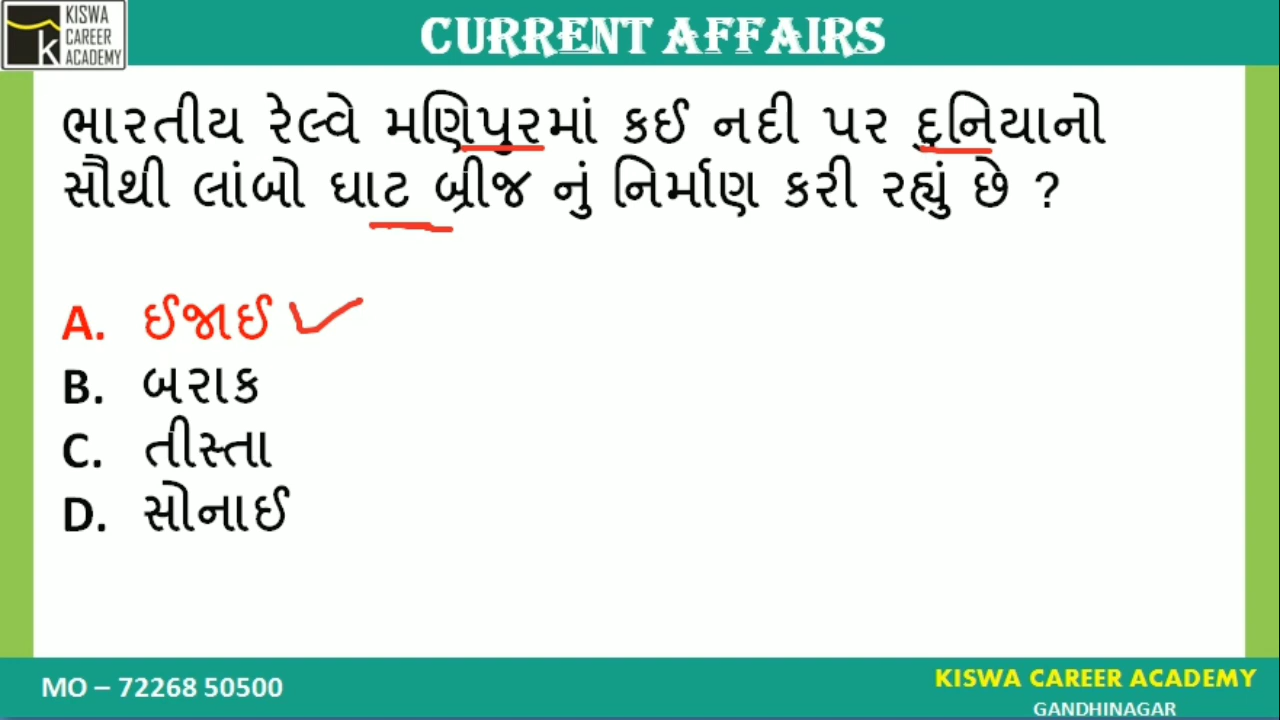 KISWA
CAREER
ACADEMY
CURRENT AFFAIRS
ભારતીય રેલ્વે મણિપુરમાં કઈ નદી પર દુનિયાનો
સૌથી લાંબો ઘાટ બ્રીજ નું નિર્માણ કરી રહ્યું છે ?
A. ઈજાઈ
B. બરાક
C. તીસ્તા
D. સોનાઈ
MO – 72268 50500
KISWA CAREER ACADEMY
GANDHINAGAR